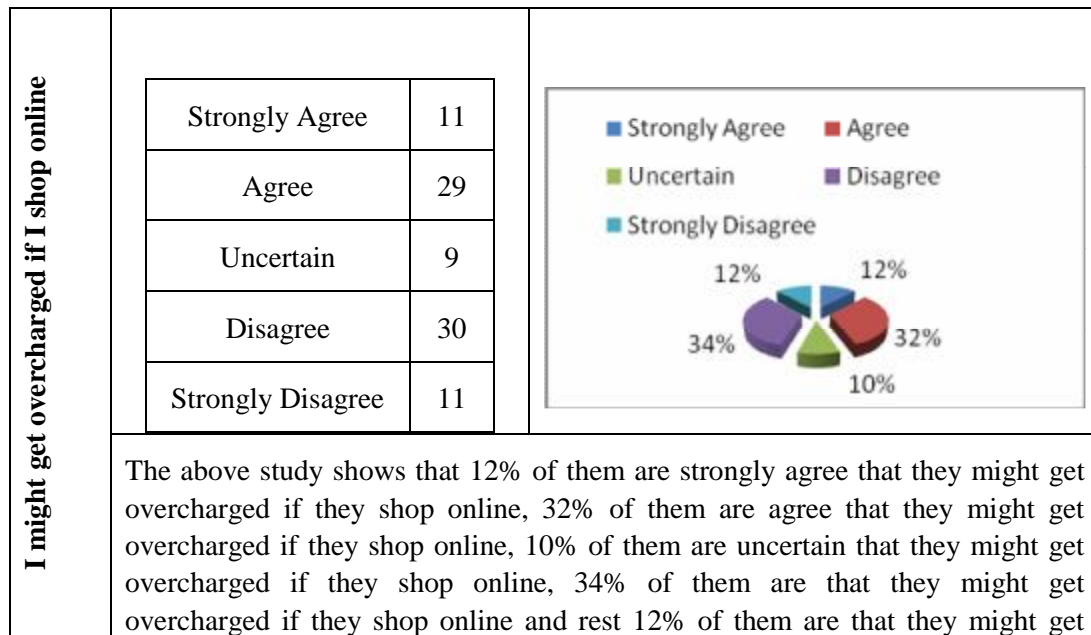 I might get overcharged if I shop online
Strongly Agree 11
Agree 29
Uncertain 9
Disagree 30
Strongly Disagree 11
Strongly Agree Agree
Uncertain Disagree
Strongly Disagree
12% 12%
34% 32%
10%
The above study shows that 12% of them are strongly agree that they might get
overcharged if they shop online, 32% of them are agree that they might get
overcharged if they shop online, 10% of them are uncertain that they might get
overcharged if they shop online, 34% of them are that they might get
overcharged if they shop online and rest 12% of them are that they might get